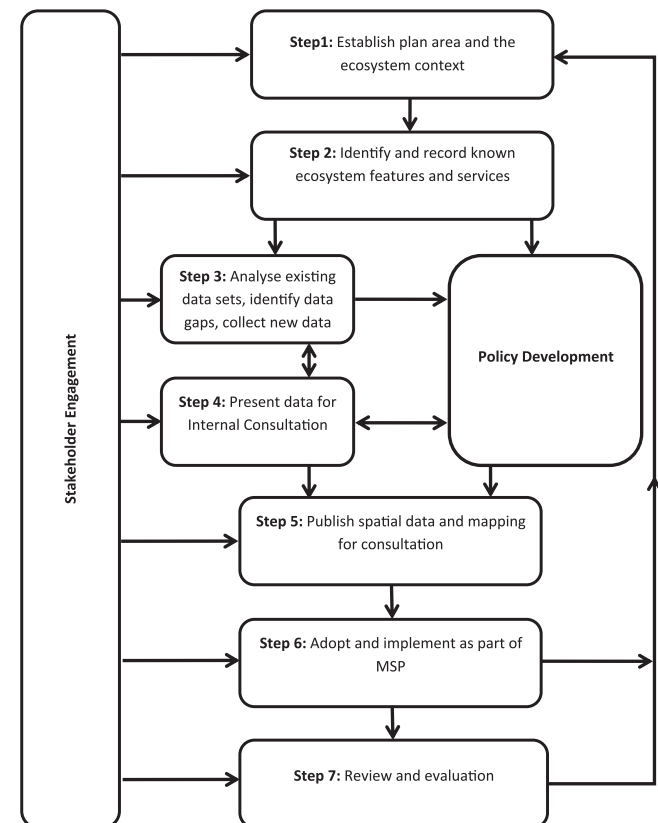 Step1: Establish plan area and the
ecosystem context
Step 2: Identify and record known
ecosystem features and services
Step 3: Analyse existing
data sets, identify data
gaps, collect new data
Policy Development
Step 4: Present data for
Internal Consultation
Stakeholder Engagement
Step 5: Publish spatial data and mapping
for consultation
Step 6: Adopt and implement as part of
MSP
Step 7: Review and evaluation